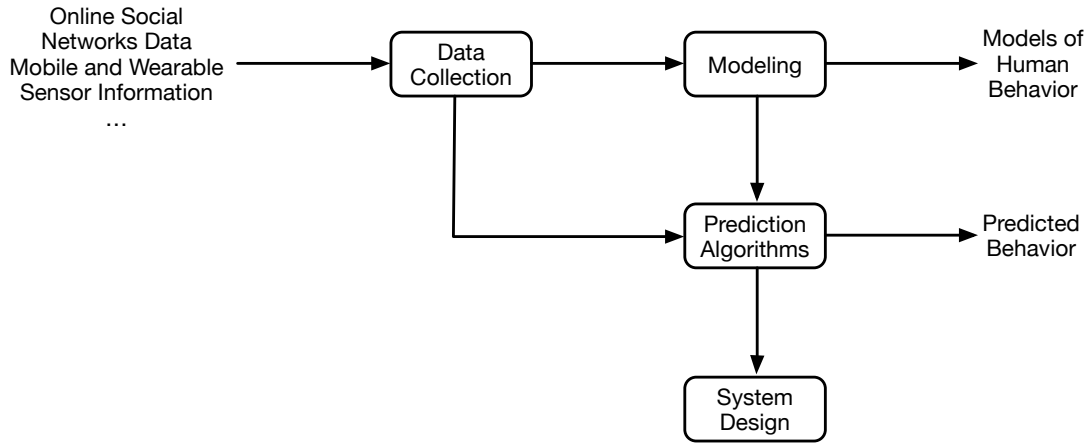 Online Social
Networks Data
Mobile and Wearable
Sensor Information
...
Data
Collection
Modeling
Models of
Human
Behavior
Prediction
Algorithms
Predicted
Behavior
System
Design